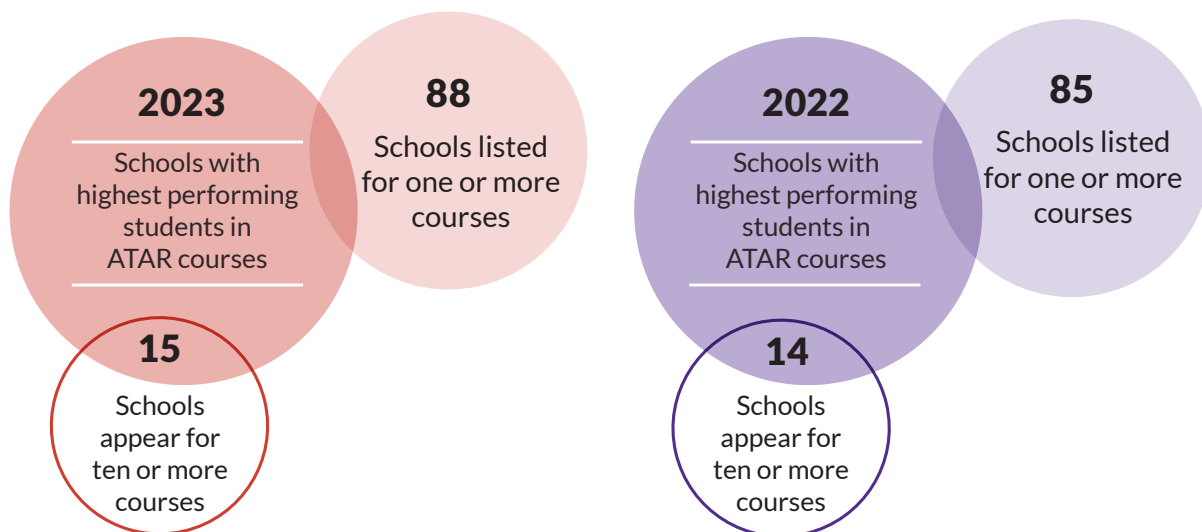 2023
Schools with
highest performing
students in
ATAR courses
88
Schools listed
for one or more
courses
15
Schools
appear for
ten or more
courses
2022
Schools with
highest performing
students in
ATAR courses
85
Schools listed
for one or more
courses
14
Schools
appear for
ten or more
courses